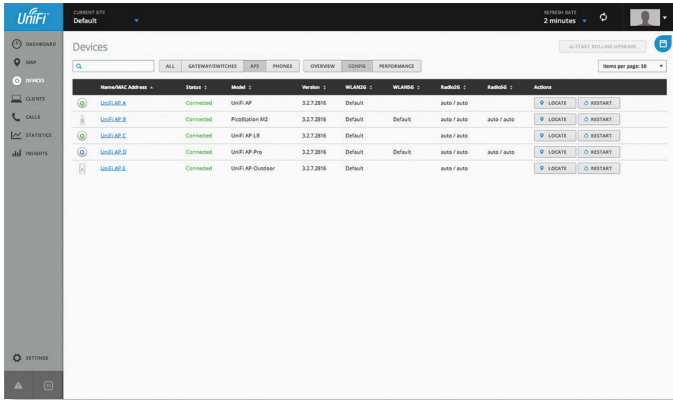 UniFi
CURRENT SITE
Default
REFRESH RATE
2 minutes
DASHBOARD
MAP
DEVICES
CLIENTS
CALLS
STATISTICS
INSIGHTS
SETTINGS
Devices
START ROLLING UPGRADE
ALL GATEWAY/SWITCHES APS PHONES OVERVIEW CONFIG PERFORMANCE Items per page: 50
Name/MAC Address Status Model Version WLAN2G WLAN5G Radio2G Radio5G Actions
UniFi.AP.A Connected UniFi AP 3.2.7.2816 Default auto / auto LOCATE RESTART
UniFi.AP.B Connected PicoStation M2 3.2.7.2816 Default Default auto / auto auto / auto LOCATE RESTART
UniFi.AP.C Connected UniFi AP-LR 3.2.7.2816 Default auto / auto LOCATE RESTART
UniFi.AP.D Connected UniFi AP-Pro 3.2.7.2816 Default Default auto / auto auto / auto LOCATE RESTART
UniFi.AP.E Connected UniFi AP-Outdoor 3.2.7.2816 Default auto / auto LOCATE RESTART